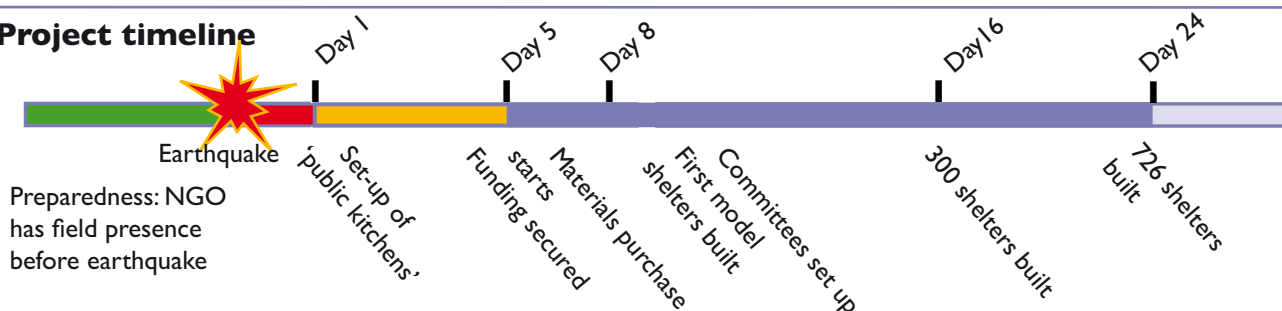 Project timeline
Day 1
Day 5
Day 8
Day16
Day 24
Earthquake
Preparedness: NGO
has field presence
before earthquake
Set-up of
‘public kitchens’
Funding secured
Materials purchase
starts
First model
shelters built
Committees set up
300 shelters built
726 shelters
built